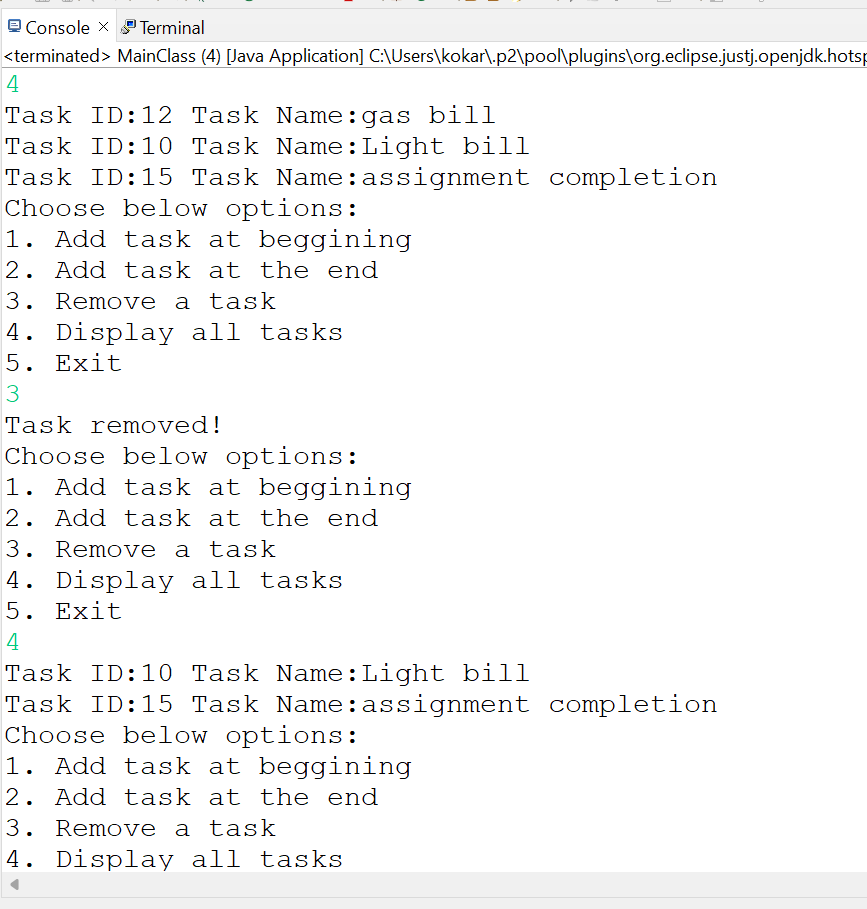 Console × Terminal
<terminated> MainClass (4) [Java Application] C:\Users\kokar\.p2\pool\plugins\org.eclipse.justj.openjdk.hotsp
4
Task ID:12 Task Name:gas bill
Task ID:10 Task Name:Light bill
Task ID:15 Task Name:assignment completion
Choose below options:
1. Add task at beggining
2. Add task at the end
3. Remove a task
4. Display all tasks
5. Exit
3
Task removed!
Choose below options:
1. Add task at beggining
2. Add task at the end
3. Remove a task
4. Display all tasks
5. Exit
4
Task ID:10 Task Name:Light bill
Task ID:15 Task Name:assignment completion
Choose below options:
1. Add task at beggining
2. Add task at the end
3. Remove a task
4. Display all tasks